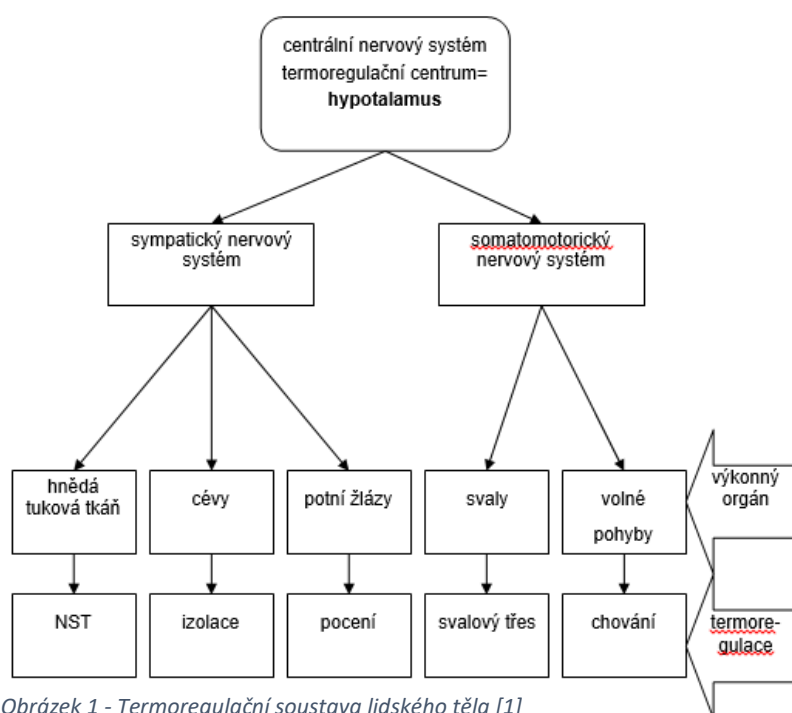 centrální nervový systém
termoregulační centrum=
hypotalamus
sympatický nervový
systém
somatomotorický
nervový systém
hnědá
tuková tkáň
cévy
potní žlázy
svaly
volné
pohyby
výkonný
orgán
NST
izolace
pocení
svalový třes
chování
termore-
gulace
Obrázek 1 - Termoregulační soustava lidského těla [1]